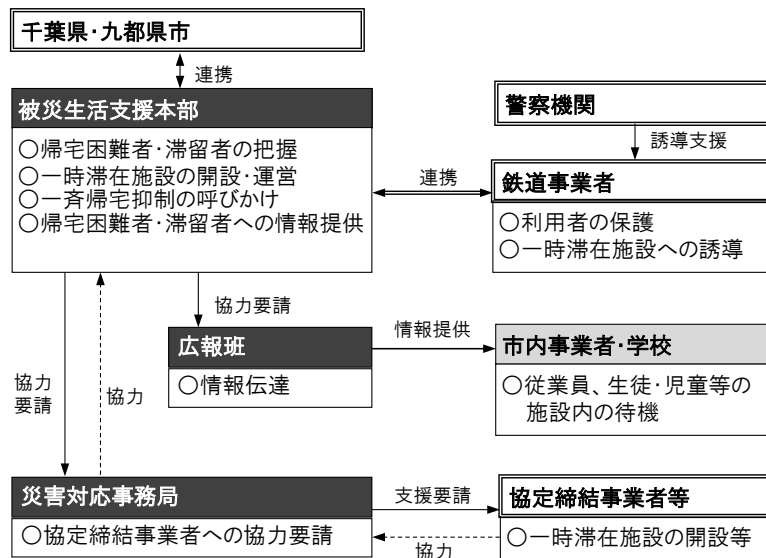 千葉県・九都県市
連携
被災生活支援本部
○帰宅困難者・滞留者の把握
○一時滞在施設の開設・運営
○一斉帰宅抑制の呼びかけ
○帰宅困難者・滞留者への情報提供
警察機関
誘導支援
連携
鉄道事業者
○利用者の保護
○一時滞在施設への誘導
協力要請
広報班
○情報伝達
情報提供
市内事業者・学校
○従業員、生徒・児童等の
施設内の待機
協力
要請
協力
災害対応事務局
○協定締結事業者への協力要請
支援要請
協力
協定締結事業者等
○一時滞在施設の開設等